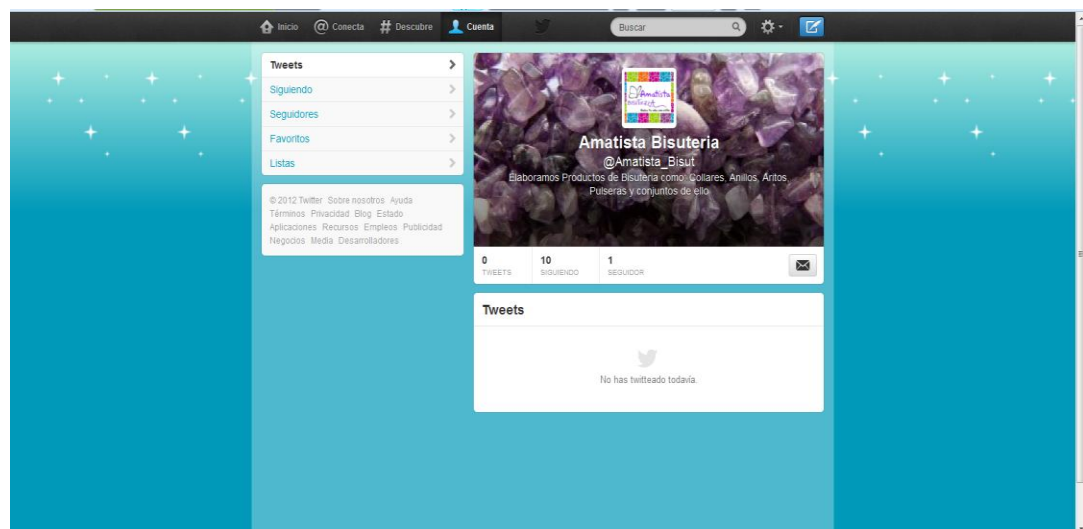 Inicio
Conecta
Descubre
Cuenta
Buscar
Tweets
Siguiendo
Seguidores
Favoritos
Listas
© 2012 Twitter Sobre nosotros Ayuda
Términos Privacidad Blog Estado
Aplicaciones Recursos Empleos Publicidad
Negocios Media Desarrolladores
Amatista
Amatista Bisuteria
@Amatista_Bisut
Elaboramos Productos de Bisuteria como: Collares, Anillos, Aritos,
Pulseras y conjuntos de ello
0
TWEETS
10
SIGUIENDO
1
SEGUIDOR
Tweets
No has twitteado todavía.